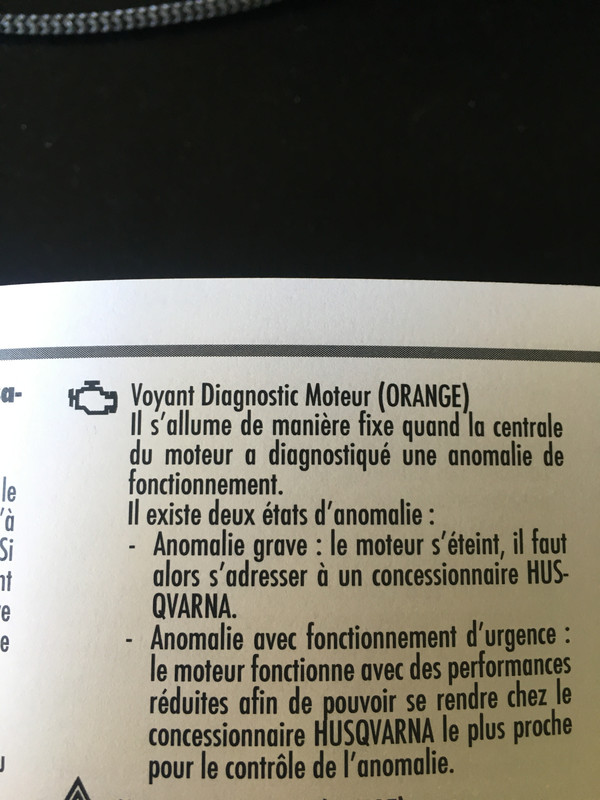 Voyant Diagnostic Moteur (ORANGE)
Il s'allume de manière fixe quand la centrale
du moteur a diagnostiqué une anomalie de
fonctionnement.
Il existe deux états d'anomalie :
- Anomalie grave : le moteur s'éteint, il faut
alors s'adresser à un concessionnaire HUS-
QVARNA.
- Anomalie avec fonctionnement d'urgence :
le moteur fonctionne avec des performances
réduites afin de pouvoir se rendre chez le
concessionnaire HUSQVARNA le plus proche
pour le contrôle de l'anomalie.